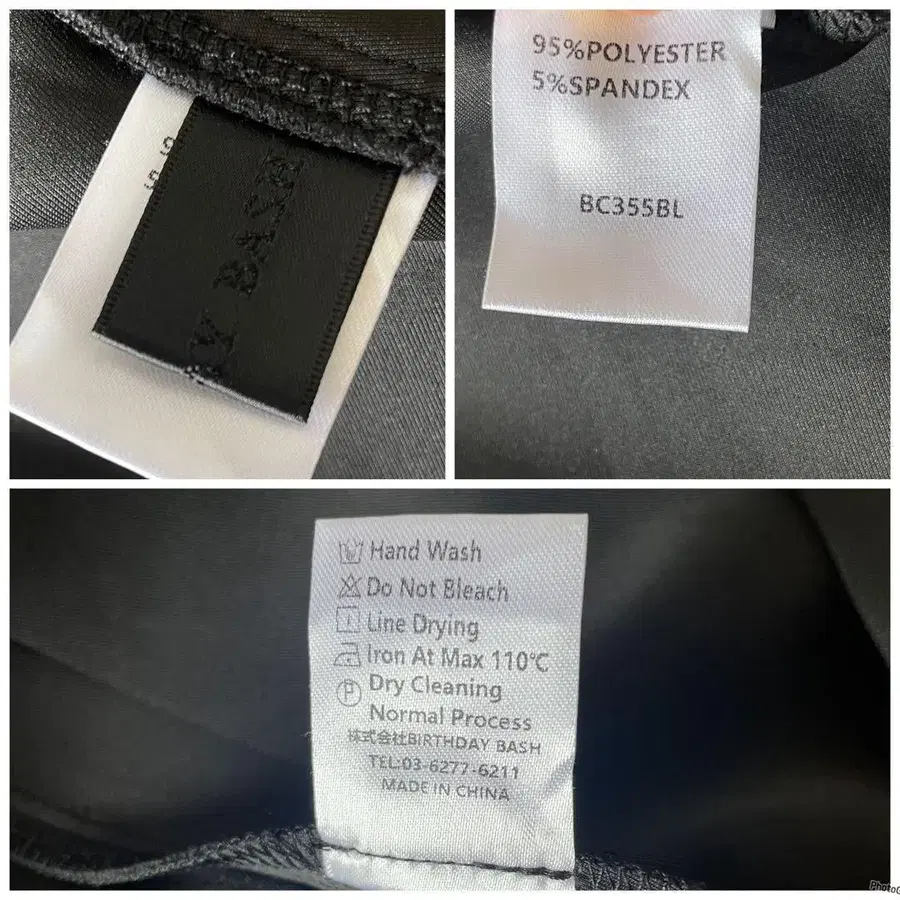 Y BASH
95%POLYESTER
5%SPANDEX
BC355BL
Hand Wash
Do Not Bleach
Line Drying
Iron At Max 110℃
P Dry Cleaning
Normal Process
株式会社BIRTHDAY BASH
TEL:03-6277-6211
MADE IN CHINA